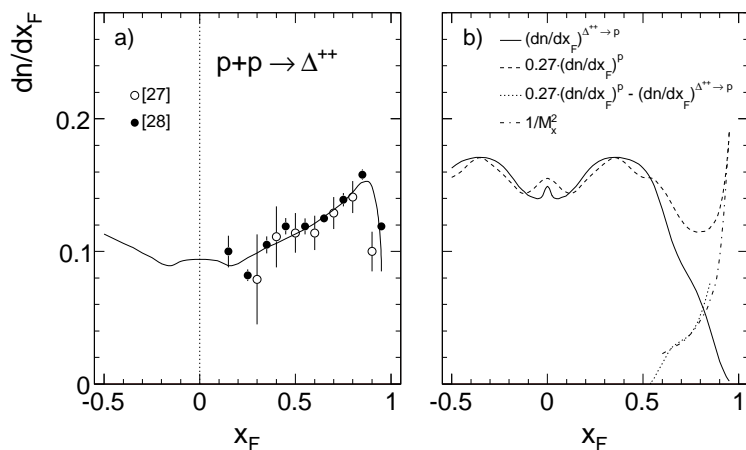 dn/dx_F
a)
p+p → Δ⁺⁺
[27]
[28]
0.2
0.1
0
-0.5
0
0.5
1
x_F
b)
(dn/dx_F)^{Δ⁺⁺ → p}
0.27·(dn/dx_F)^p
0.27·(dn/dx_F)^p - (dn/dx_F)^{Δ⁺⁺ → p}
1/M_x^2
-0.5
0
0.5
1
x_F